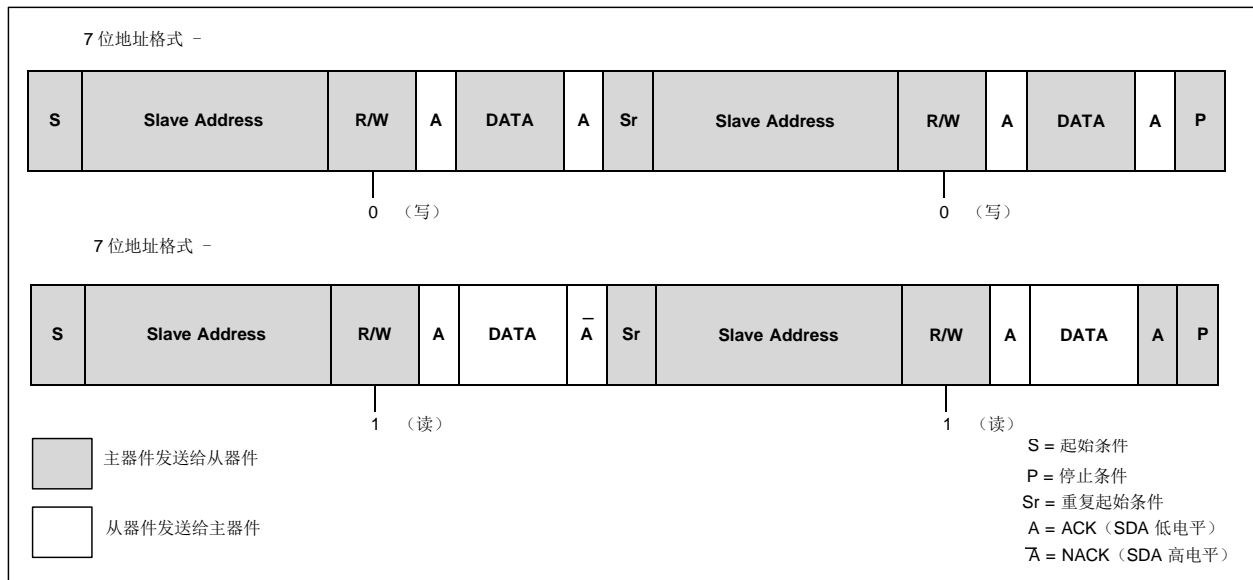 7 位地址格式 -
S Slave Address R/W A DATA A Sr Slave Address R/W A DATA A P
0 （写） 0 （写）
7 位地址格式 -
S Slave Address R/W A DATA A̅ Sr Slave Address R/W A DATA A P
1 （读） 1 （读）
主器件发送给从器件
从器件发送给主器件
S = 起始条件
P = 停止条件
Sr = 重复起始条件
A = ACK（SDA 低电平）
A̅ = NACK（SDA 高电平）